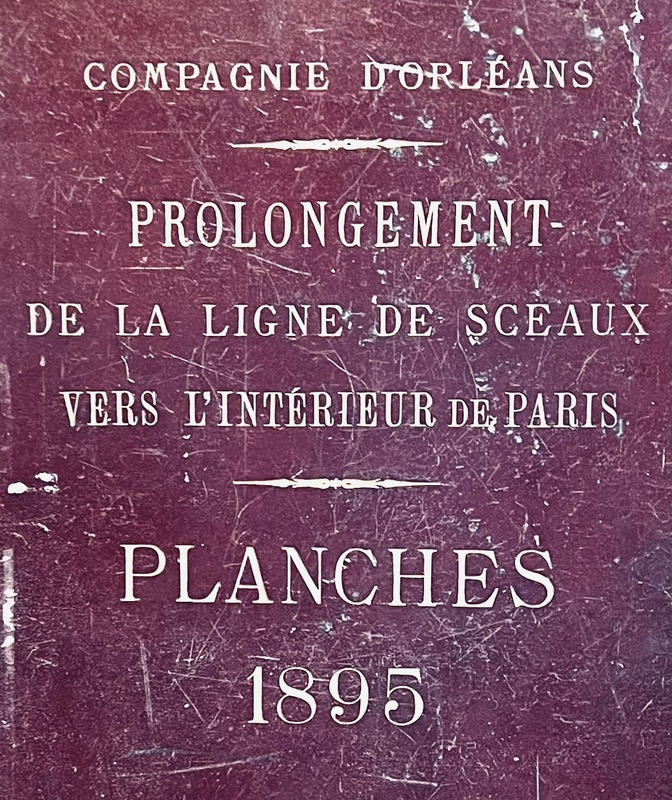 COMPAGNIE D'ORLÉANS
PROLONGEMENT-
DE LA LIGNE DE SCEAUX
VERS L'INTÉRIEUR DE PARIS
PLANCHES
1895